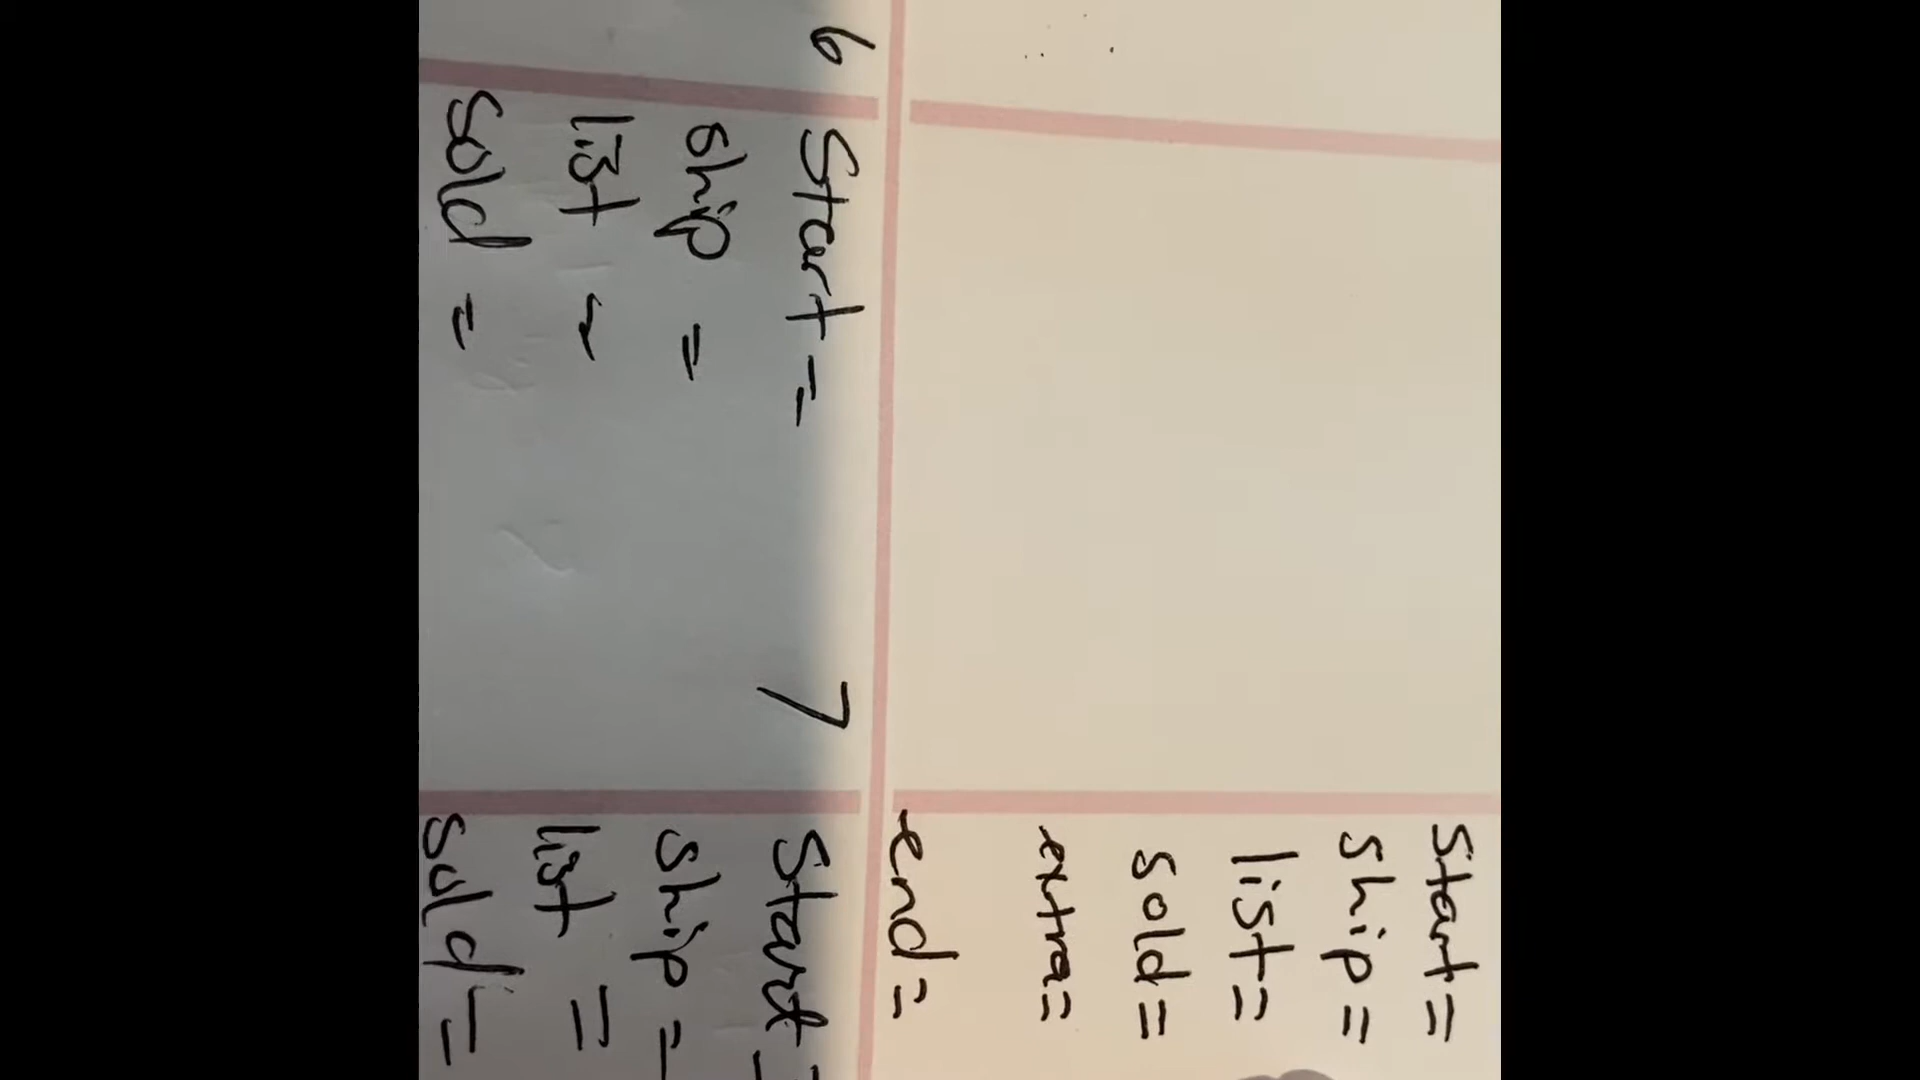 Start=
Ship=
list=
sold=
extra=
end=
6
Start=
ship =
list ~
sold =
7
Start=
ship =
list =
sold=